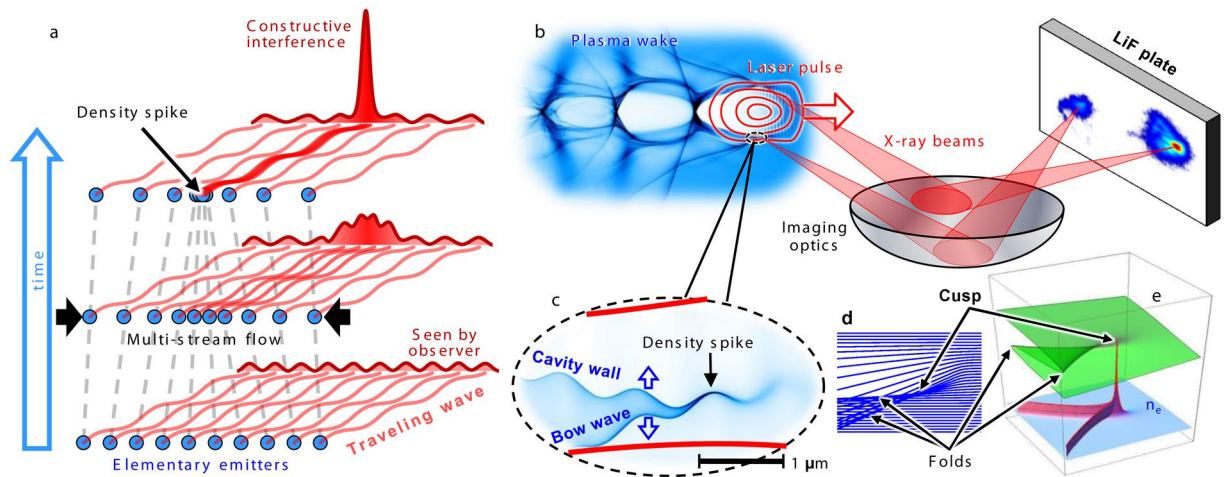 a
Constructive
interference
Density spike
time
Multi-stream flow
Seen by
observer
Traveling wave
Elementary emitters
b
Plasma wake
Laser pulse
X-ray beams
LiF plate
Imaging
optics
c
Cavity wall
Density spike
Bow wave
1 μm
d
Cusp
Folds
e
nₑ